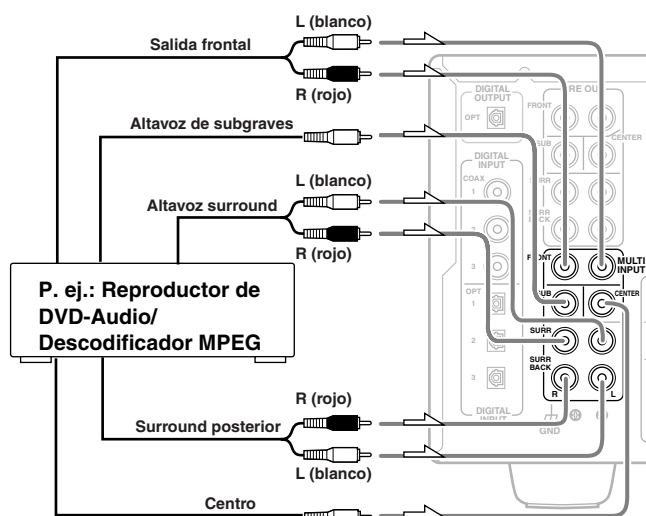 L (blanco)
Salida frontal
R (rojo)
Altavoz de subgraves
L (blanco)
Altavoz surround
R (rojo)
P. ej.: Reproductor de
DVD-Audio/
Descodificador MPEG
R (rojo)
Surround posterior
L (blanco)
Centro
DIGITAL
OUTPUT
OPT
DIGITAL
INPUT
COAX
1
2
3
OPT
1
2
3
DIGITAL
INPUT
RE OU
FRONT
SUB
CENTER
SURR
SURR
BACK
FRONT
MULTI
INPUT
SUB
CENTER
SURR
SURR
BACK
R
L
GND